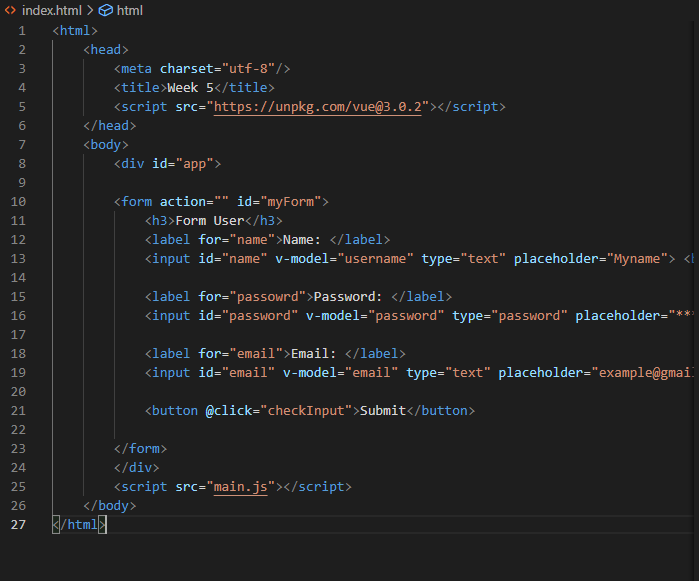 index.html > html
1 <html>
2 <head>
3 <meta charset="utf-8"/>
4 <title>Week 5</title>
5 <script src="https://unpkg.com/vue@3.0.2"></script>
6 </head>
7 <body>
8 <div id="app">
9
10 <form action="" id="myForm">
11 <h3>Form User</h3>
12 <label for="name">Name: </label>
13 <input id="name" v-model="username" type="text" placeholder="Myname"> <
14
15 <label for="passowrd">Password: </label>
16 <input id="password" v-model="password" type="password" placeholder="**
17
18 <label for="email">Email: </label>
19 <input id="email" v-model="email" type="text" placeholder="example@gmail
20
21 <button @click="checkInput">Submit</button>
22
23 </form>
24 </div>
25 <script src="main.js"></script>
26 </body>
27 </html>